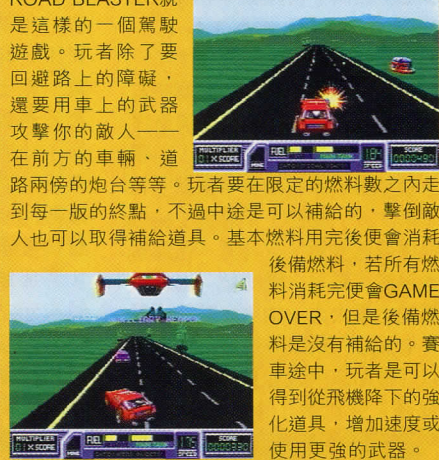 ROAD BLASTER就
是這樣的一個駕駛
遊戲。玩者除了要
回避路上的障礙，
還要用車上的武器
攻擊你的敵人——
在前方的車輛、道
路兩傍的炮台等等。玩者要在限定的燃料數之內走
到每一版的終點，不過中途是可以補給的，擊倒敵
人也可以取得補給道具。基本燃料用完後便會消耗
後備燃料，若所有燃
料消耗完便會GAME
OVER，但是後備燃
料是沒有補給的。賽
車途中，玩者是可以
得到從飛機降下的強
化道具，增加速度或
使用更強的武器。
MULTIPLIER
01 X SCORE
FUEL
SPEED
SCORE
0000490
MULTIPLIER
01 X SCORE
FUEL
176
SPEED
SCORE